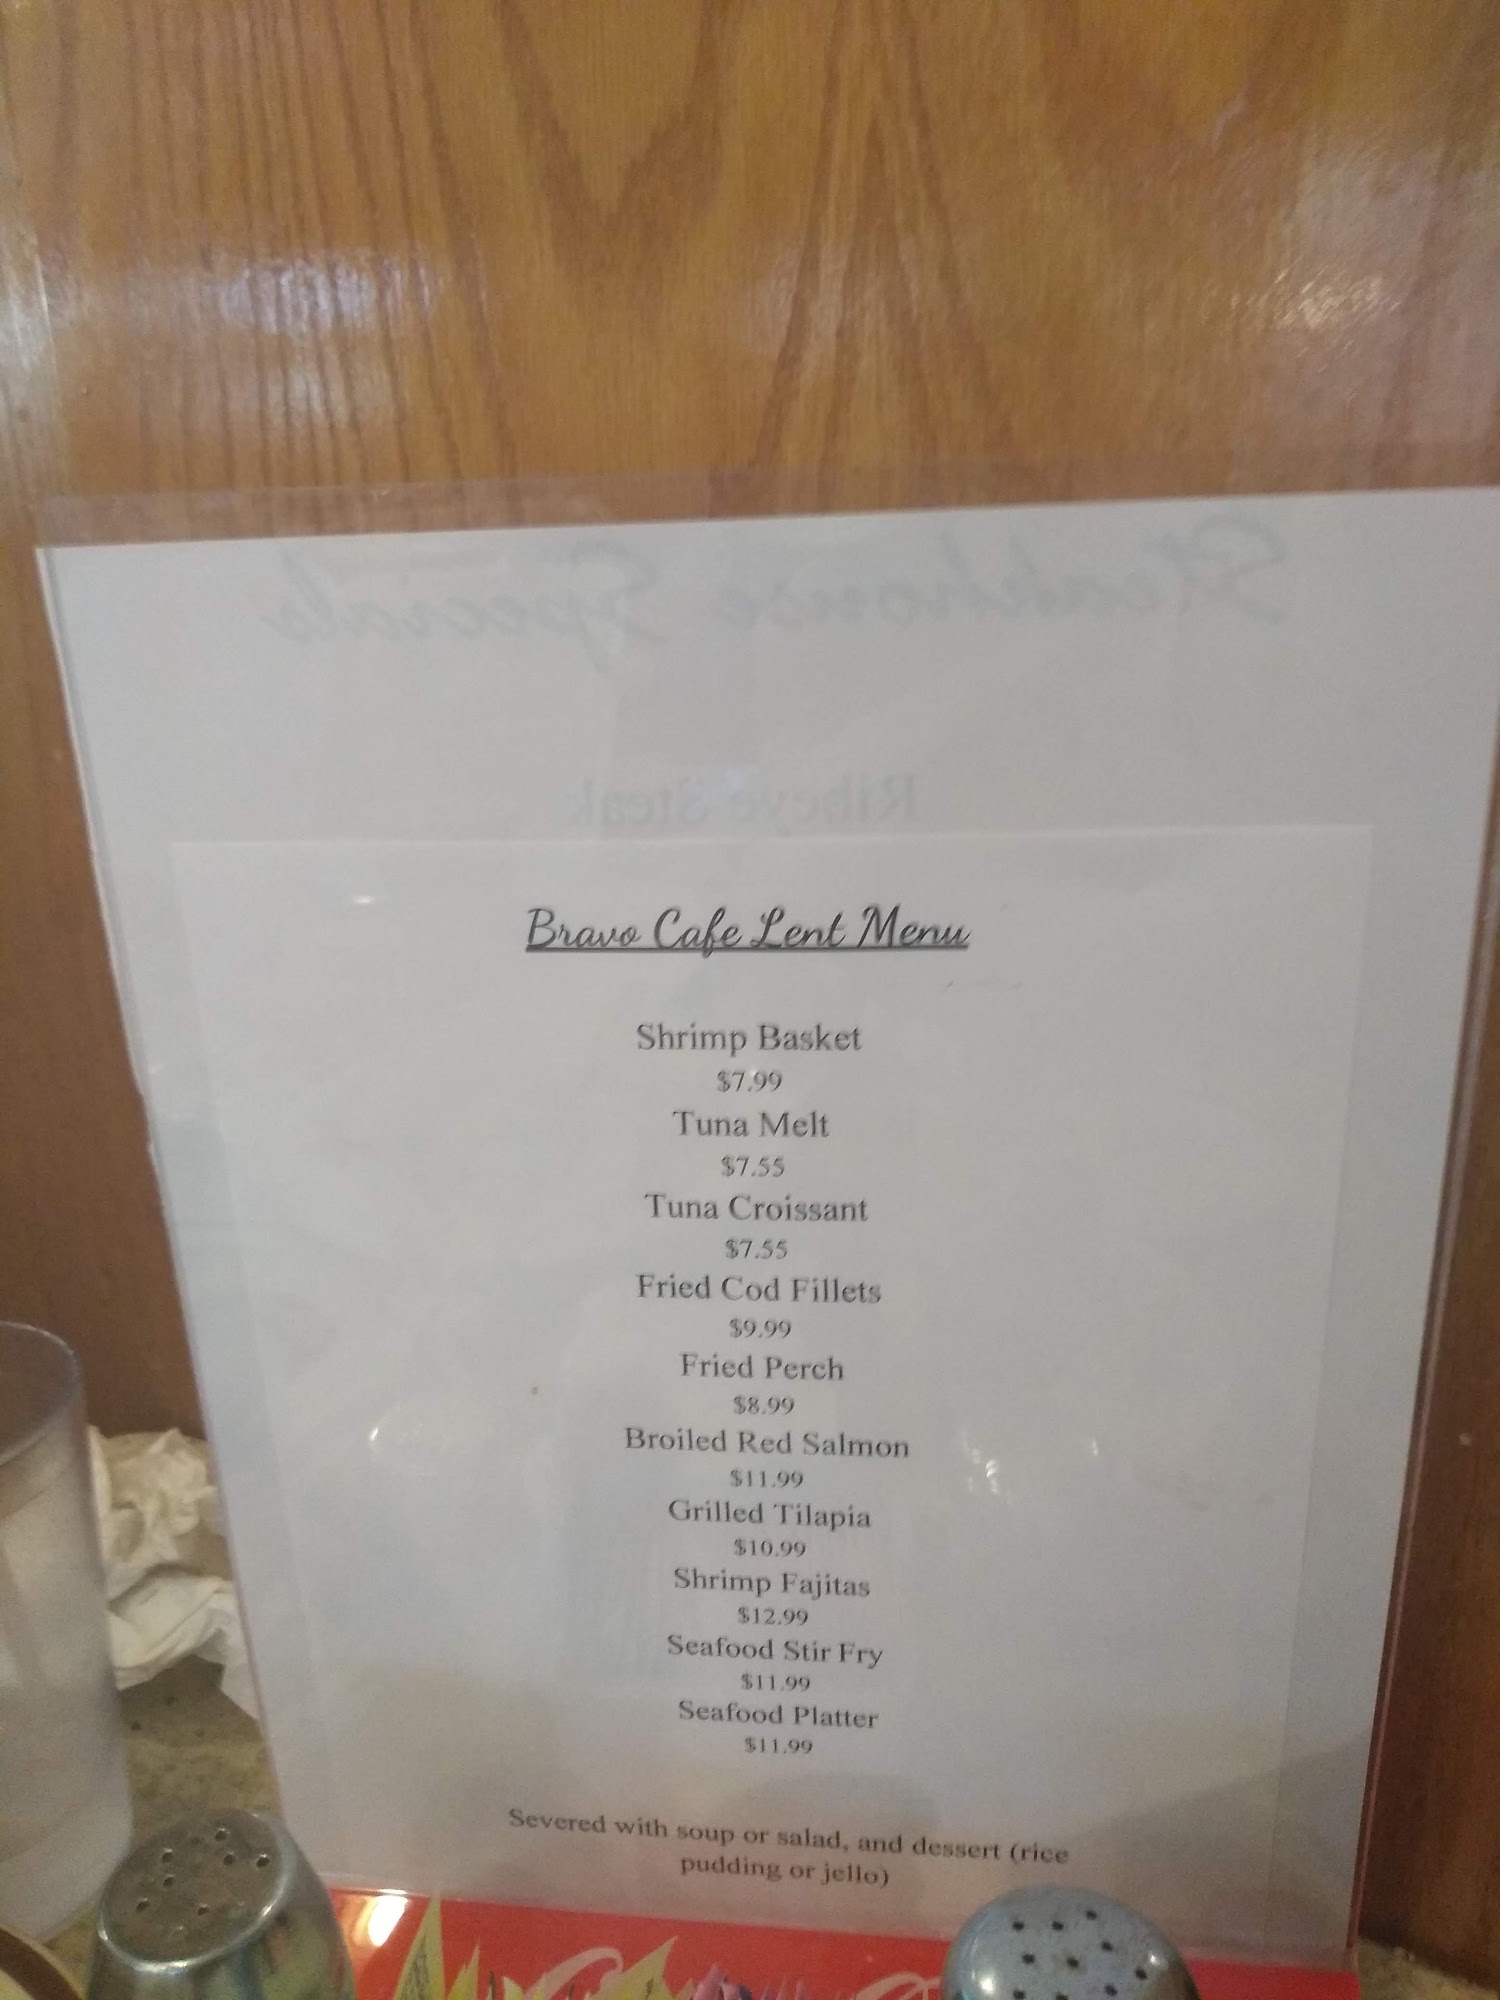 Steakhouse Specials
Ribeye Steak
Bravo Cafe Lent Menu
Shrimp Basket
$7.99
Tuna Melt
$7.55
Tuna Croissant
$7.55
Fried Cod Fillets
$9.99
Fried Perch
$8.99
Broiled Red Salmon
$11.99
Grilled Tilapia
$10.99
Shrimp Fajitas
$12.99
Seafood Stir Fry
$11.99
Seafood Platter
$11.99
Severed with soup or salad, and dessert (rice
pudding or jello)